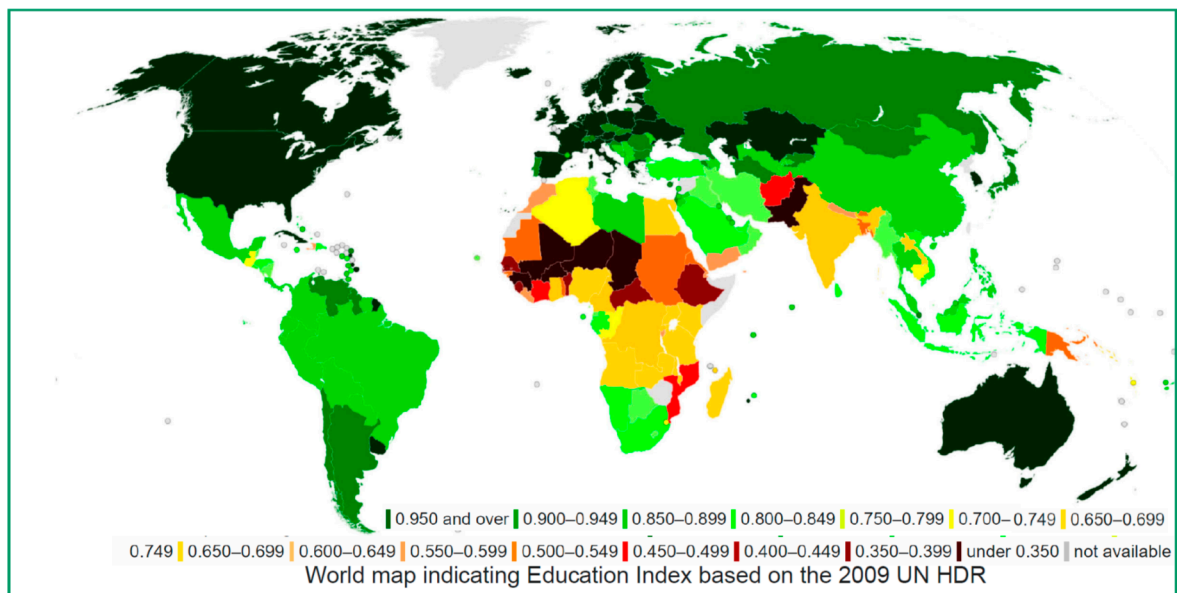 0.950 and over 0.900–0.949 0.850–0.899 0.800–0.849 0.750–0.799 0.700–0.749 0.650–0.699
0.749 0.650–0.699 0.600–0.649 0.550–0.599 0.500–0.549 0.450–0.499 0.400–0.449 0.350–0.399 under 0.350 not available
World map indicating Education Index based on the 2009 UN HDR